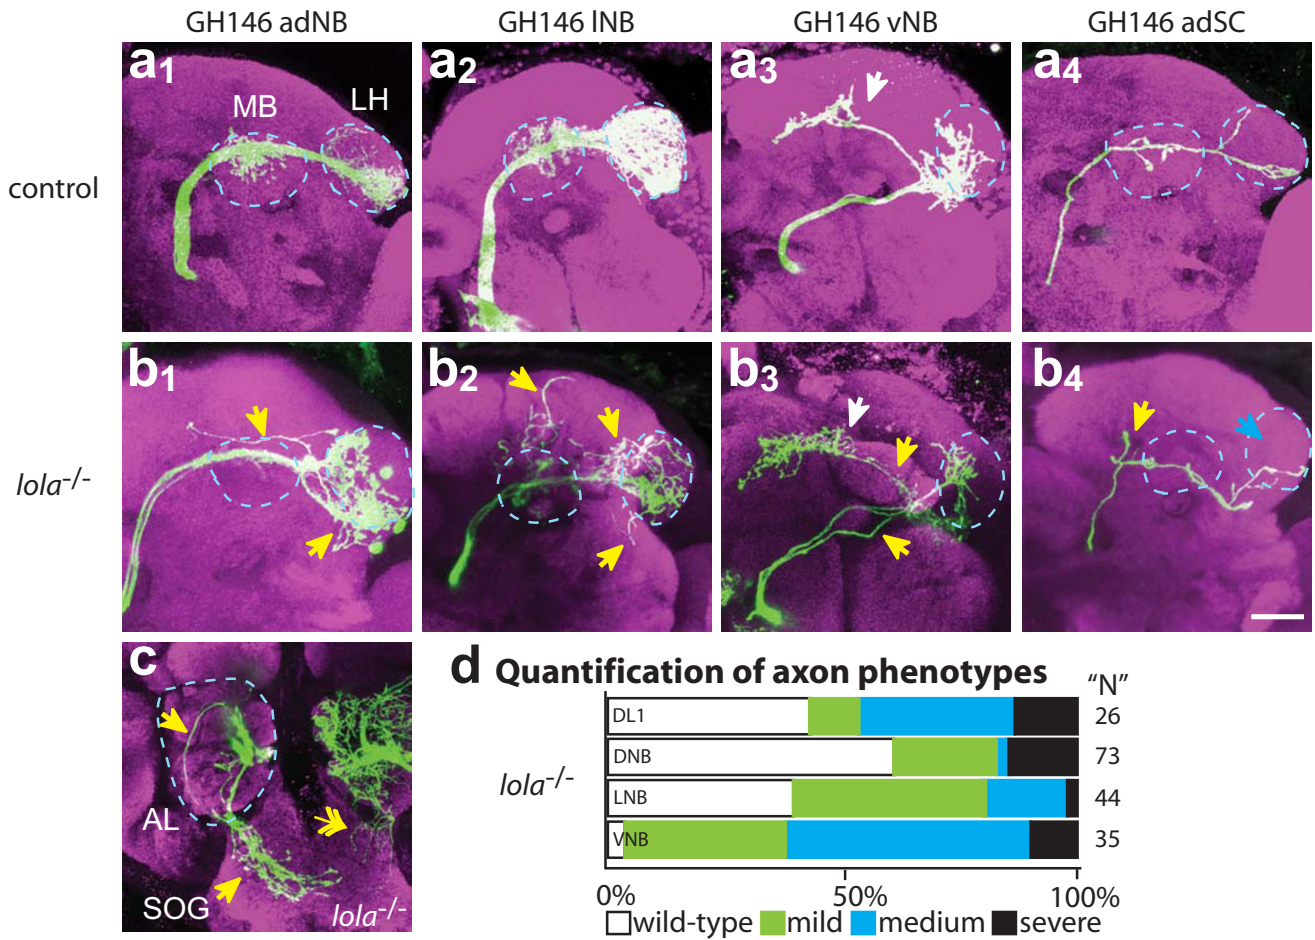 GH146 adNB GH146 lNB GH146 vNB GH146 adSC
control
a1 MB LH
a2
a3
a4
lola-/-
b1
b2
b3
b4
c
AL
SOG
lola-/-
d Quantification of axon phenotypes
"N"
lola-/-
DL1 26
DNB 73
LNB 44
VNB 35
0% 50% 100%
wild-type mild medium severe